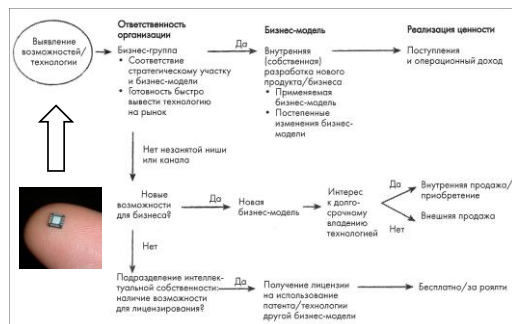 Ответственность
организации
Бизнес-модель
Реализация ценности
Выявление
возможностей/
технологии
Бизнес-группа
• Соответствие
стратегическому участку
и бизнес-модели
• Готовность быстро
вывести технологию
на рынок
Да
Внутренняя
(собственная)
разработка нового
продукта/бизнеса
• Применяемая
бизнес-модель
• Постепенные
изменения бизнес-
модели
Поступления
и операционный доход
Нет незанятой ниши
или канала
Новые
возможности
для бизнеса?
Да
Новая
бизнес-модель
Интерес
к долго-
срочному
владению
технологией
Да
Внутренняя продажа/
приобретение
Нет
Внешняя продажа
Нет
Подразделение интеллек-
туальной собственности:
наличие возможности
для лицензирования?
Да
Получение лицензии
на использование
патента/технологии
другой бизнес-модели
Бесплатно/за роялти